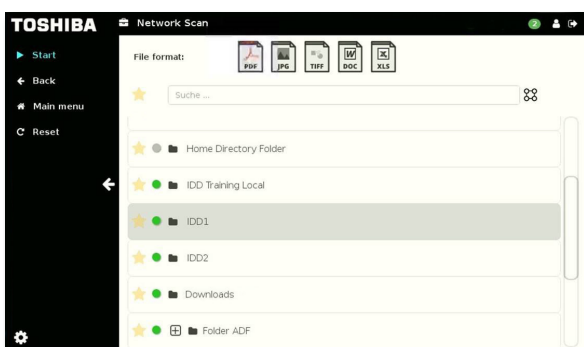 TOSHIBA
Network Scan
2
Start
Back
Main menu
Reset
File format:
PDF
JPG
TIFF
W
DOC
X
XLS
Suche ...
Home Directory Folder
IDD Training Local
IDD1
IDD2
Downloads
Folder ADF